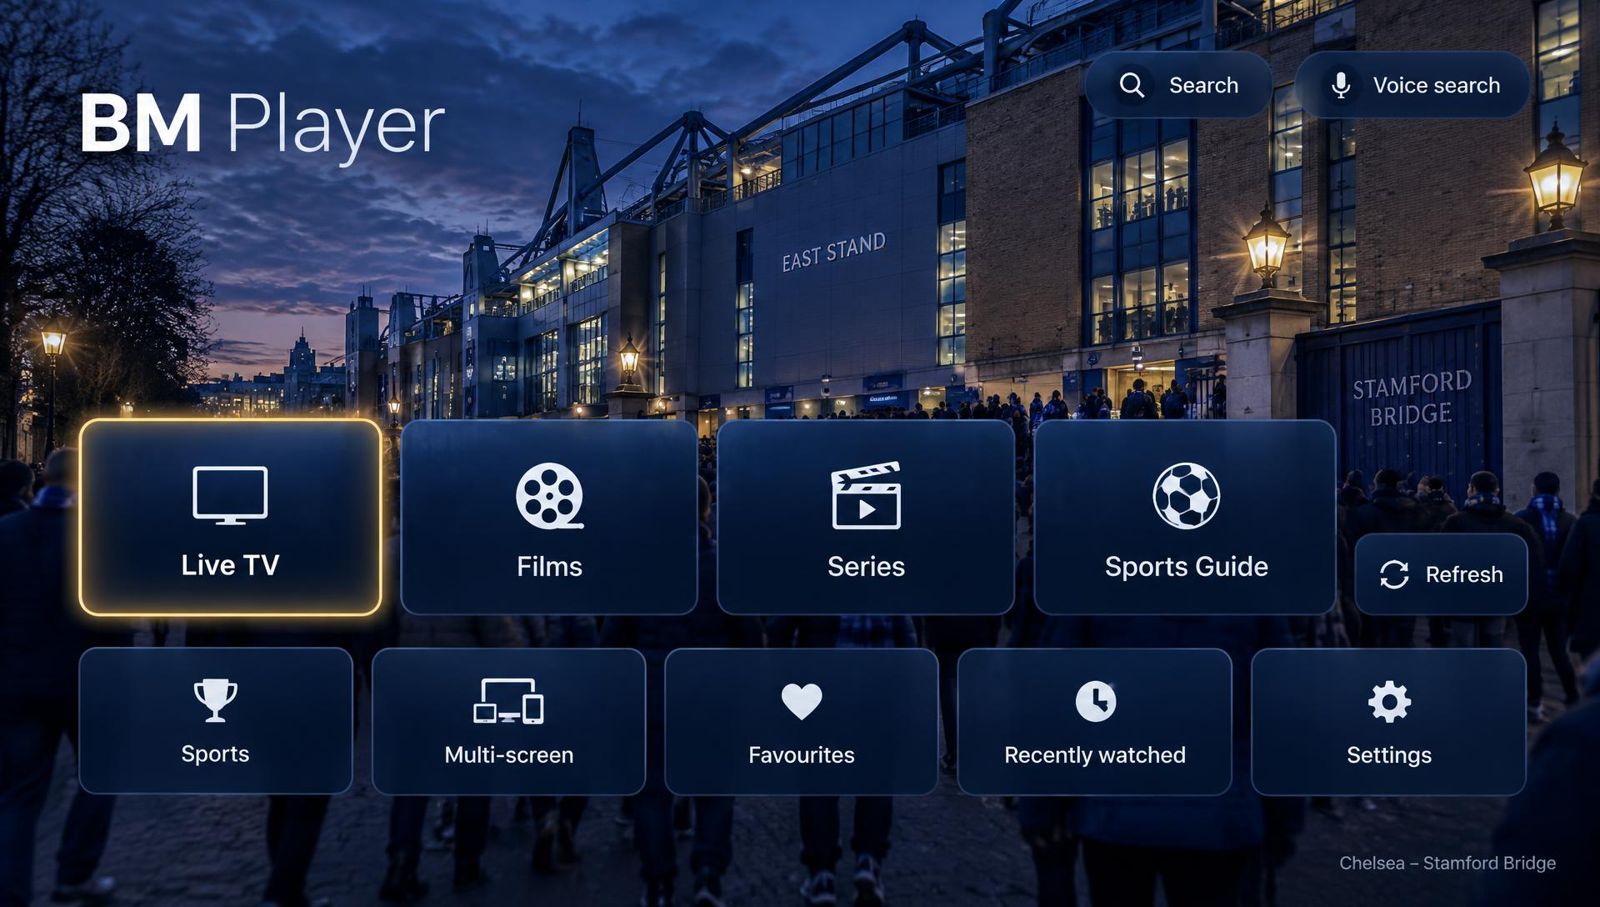 BM Player
Search
Voice search
EAST STAND
STAMFORD
BRIDGE
Live TV
Films
Series
Sports Guide
Refresh
Sports
Multi-screen
Favourites
Recently watched
Settings
Chelsea – Stamford Bridge